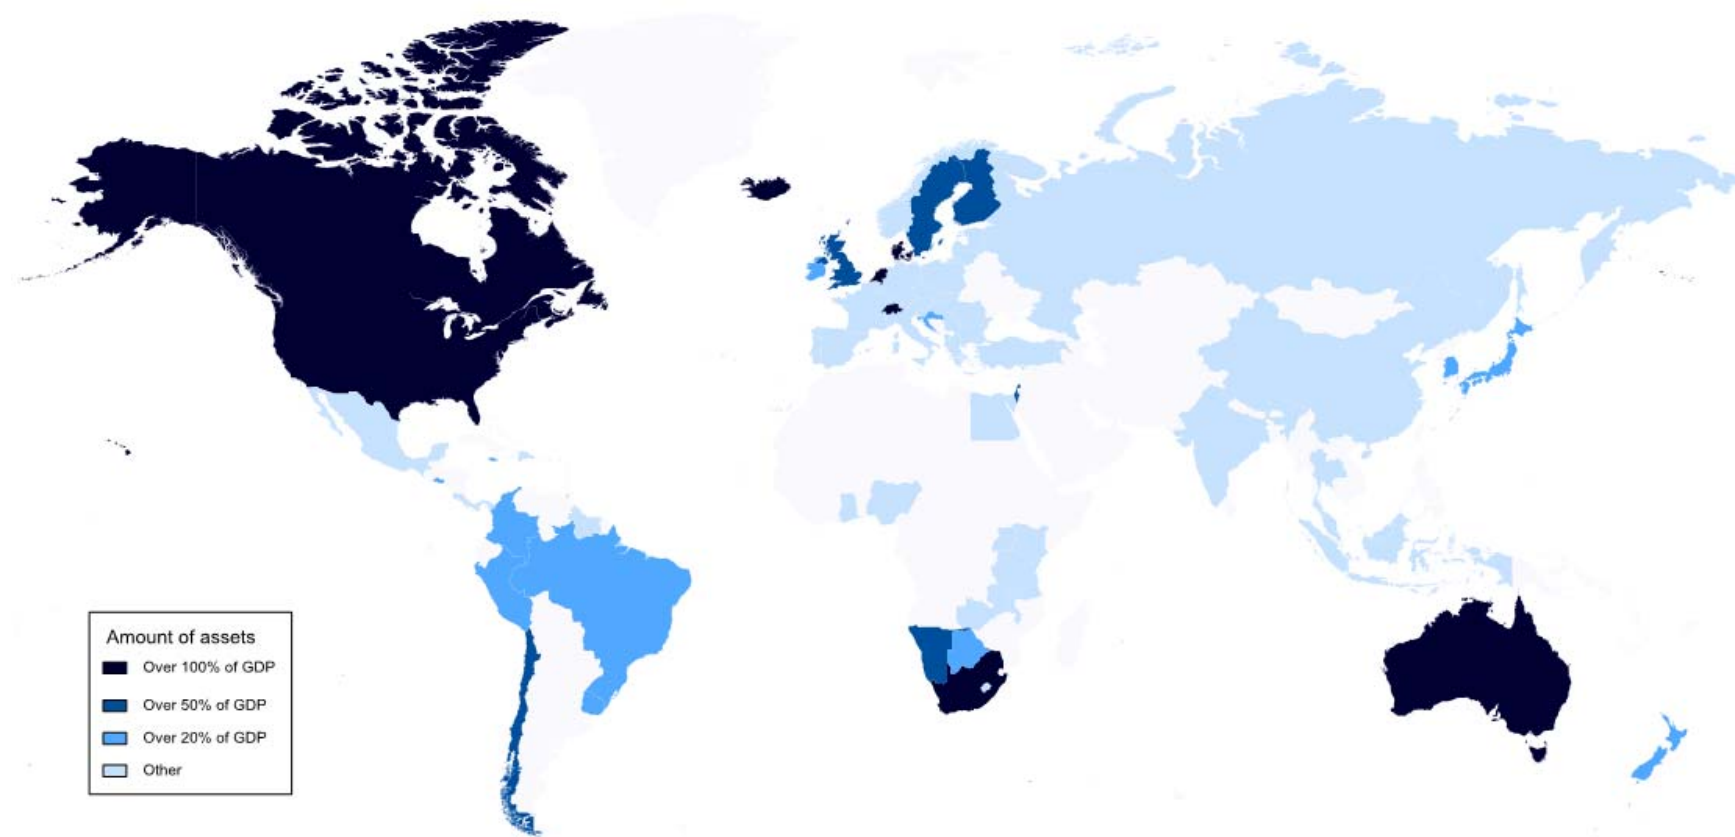 Amount of assets
Over 100% of GDP
Over 50% of GDP
Over 20% of GDP
Other